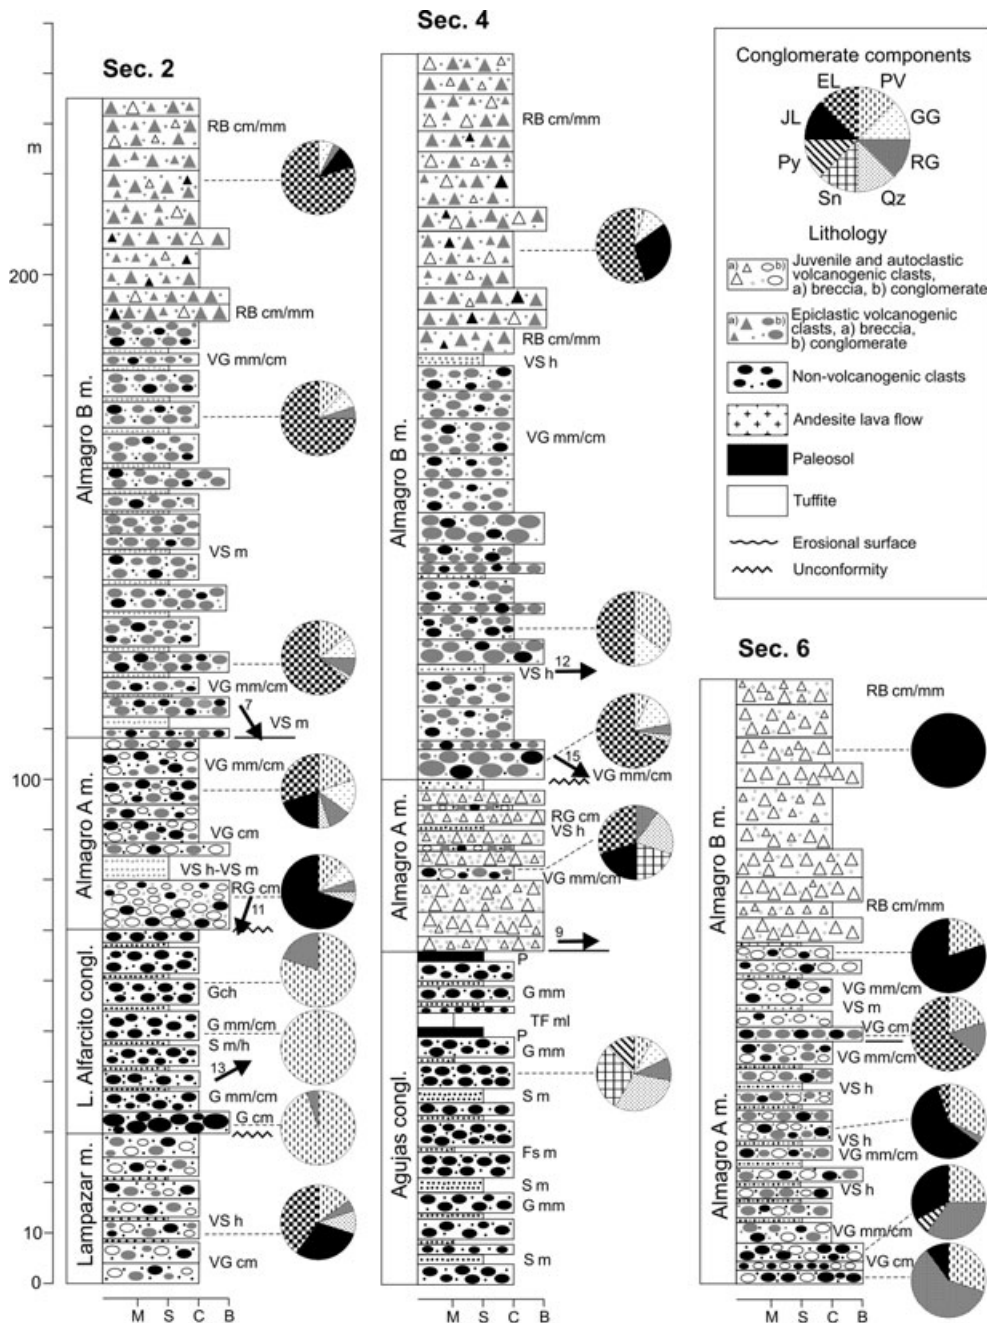 Sec. 2
m
200
100
10
0
Almagro B m.
Almagro A m.
L. Alfarcito congl.
Lampazar m.
RB cm/mm
RB cm/mm
VG mm/cm
VS m
VG mm/cm
7
VS m
VG mm/cm
VG cm
VS h-VS m
RG cm
11
Gch
G mm/cm
S m/h
13
G mm/cm
G cm
VS h
VG cm
M S C B
Sec. 4
Almagro B m.
Almagro A m.
Agujas congl.
RB cm/mm
RB cm/mm
VS h
VG mm/cm
12
VS h
15
VG mm/cm
RG cm
VS h
VG mm/cm
9
P
G mm
TF ml
P
G mm
S m
Fs m
S m
G mm
S m
M S C B
Conglomerate components
EL PV
JL GG
Py RG
Sn Qz
Lithology
a) b)
Juvenile and autoclastic
volcanogenic clasts,
a) breccia, b) conglomerate
a) b)
Epiclastic volcanogenic
clasts, a) breccia,
b) conglomerate
Non-volcanogenic clasts
Andesite lava flow
Paleosol
Tuffite
Erosional surface
Unconformity
Sec. 6
Almagro B m.
Almagro A m.
RB cm/mm
RB cm/mm
VG mm/cm
VS m
VG cm
VG mm/cm
VS h
VS h
VG mm/cm
VS h
VG mm/cm
VG cm
M S C B